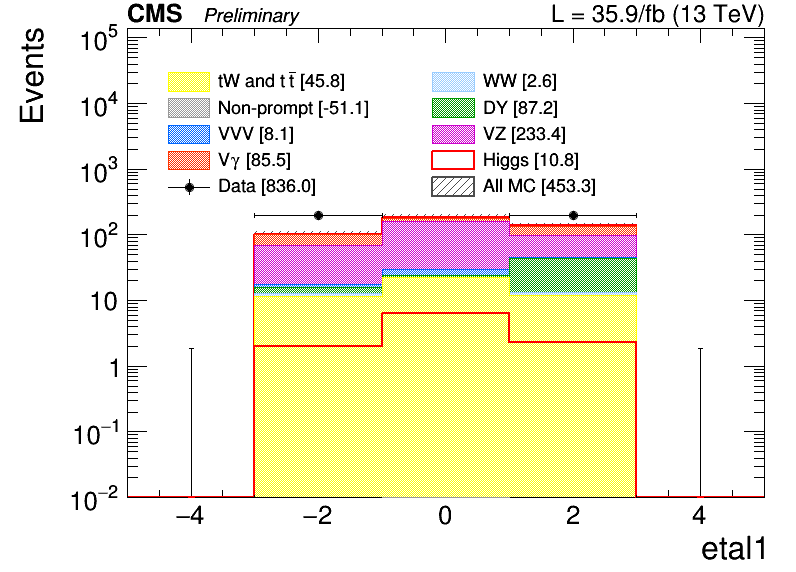 CMS Preliminary L = 35.9/fb (13 TeV)
Events
10⁵
10⁴
10³
10²
10
1
10⁻¹
10⁻²
tW and t t̅ [45.8]
Non-prompt [-51.1]
VVV [8.1]
Vγ [85.5]
Data [836.0]
WW [2.6]
DY [87.2]
VZ [233.4]
Higgs [10.8]
All MC [453.3]
−4 −2 0 2 4
etal1